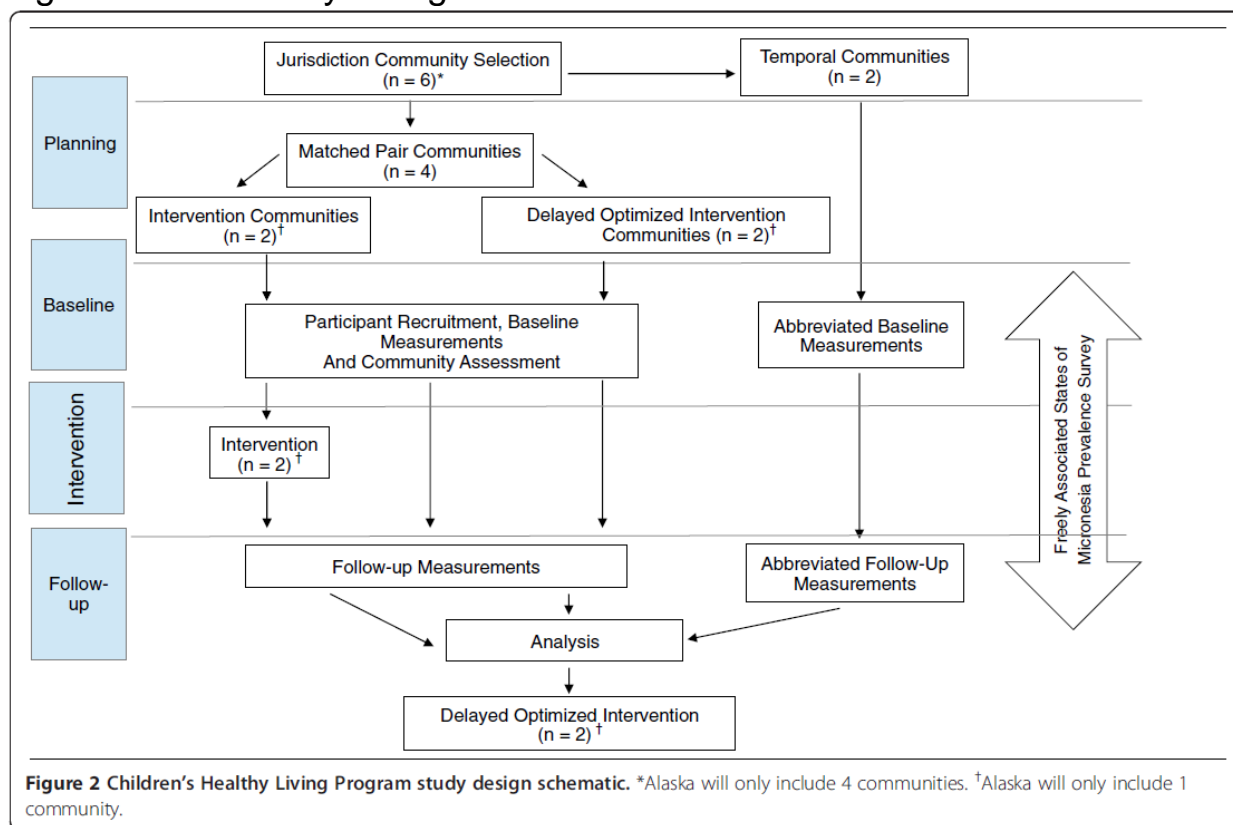 Jurisdiction Community Selection
(n = 6)*
Temporal Communities
(n = 2)
Planning
Matched Pair Communities
(n = 4)
Intervention Communities
(n = 2)†
Delayed Optimized Intervention
Communities (n = 2)†
Baseline
Participant Recruitment, Baseline
Measurements
And Community Assessment
Abbreviated Baseline
Measurements
Freely Associated States of
Micronesia Prevalence Survey
Intervention
Intervention
(n = 2) †
Follow-
up
Follow-up Measurements
Abbreviated Follow-Up
Measurements
Analysis
Delayed Optimized Intervention
(n = 2) †
Figure 2 Children's Healthy Living Program study design schematic. *Alaska will only include 4 communities. †Alaska will only include 1
community.